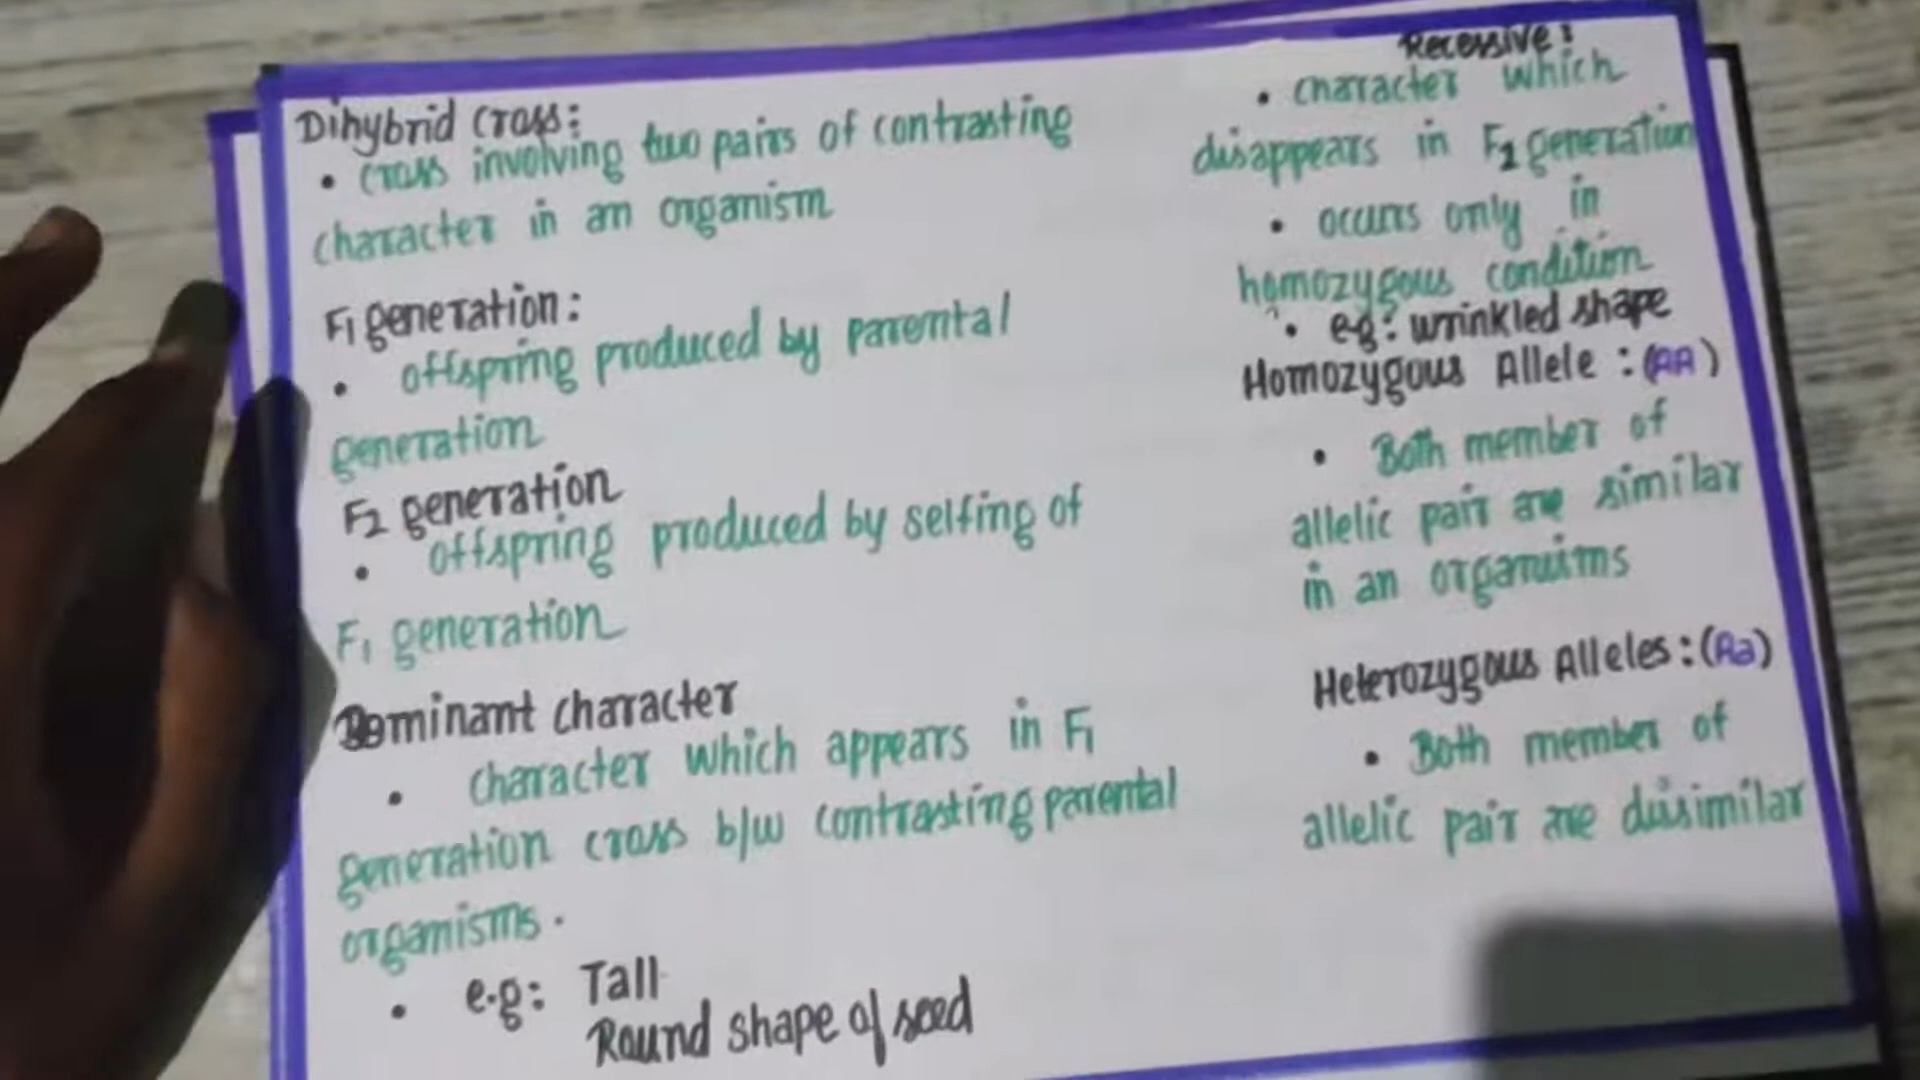 Dihybrid cross:
• cross involving two pairs of contrasting
character in an organism
F1 generation:
• offspring produced by parental
generation
F2 generation
• offspring produced by selfing of
F1 generation
Dominant character
• character which appears in F1
generation cross b/w contrasting parental
organisms.
• e.g: Tall
Round shape of seed
Recessive:
• character which
disappears in generation
• occurs only in
homozygous condition
• e.g: wrinkled shape
Homozygous Allele : (AA)
• Both member of
allelic pair are similar
in an
Heterozygous Alleles : (Aa)
• Both member of
allelic pair are